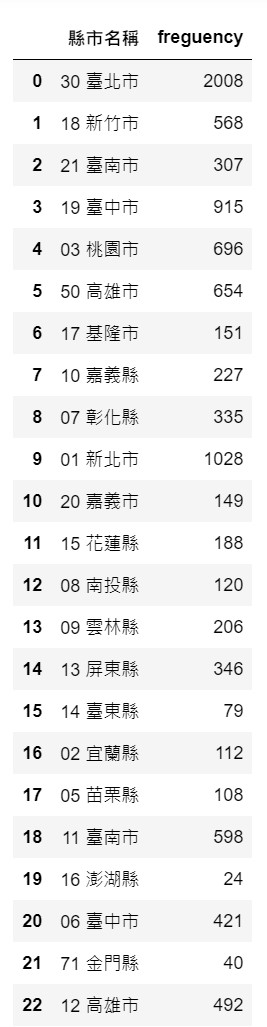 縣市名稱 freguency
0 30 臺北市 2008
1 18 新竹市 568
2 21 臺南市 307
3 19 臺中市 915
4 03 桃園市 696
5 50 高雄市 654
6 17 基隆市 151
7 10 嘉義縣 227
8 07 彰化縣 335
9 01 新北市 1028
10 20 嘉義市 149
11 15 花蓮縣 188
12 08 南投縣 120
13 09 雲林縣 206
14 13 屏東縣 346
15 14 臺東縣 79
16 02 宜蘭縣 112
17 05 苗栗縣 108
18 11 臺南市 598
19 16 澎湖縣 24
20 06 臺中市 421
21 71 金門縣 40
22 12 高雄市 492